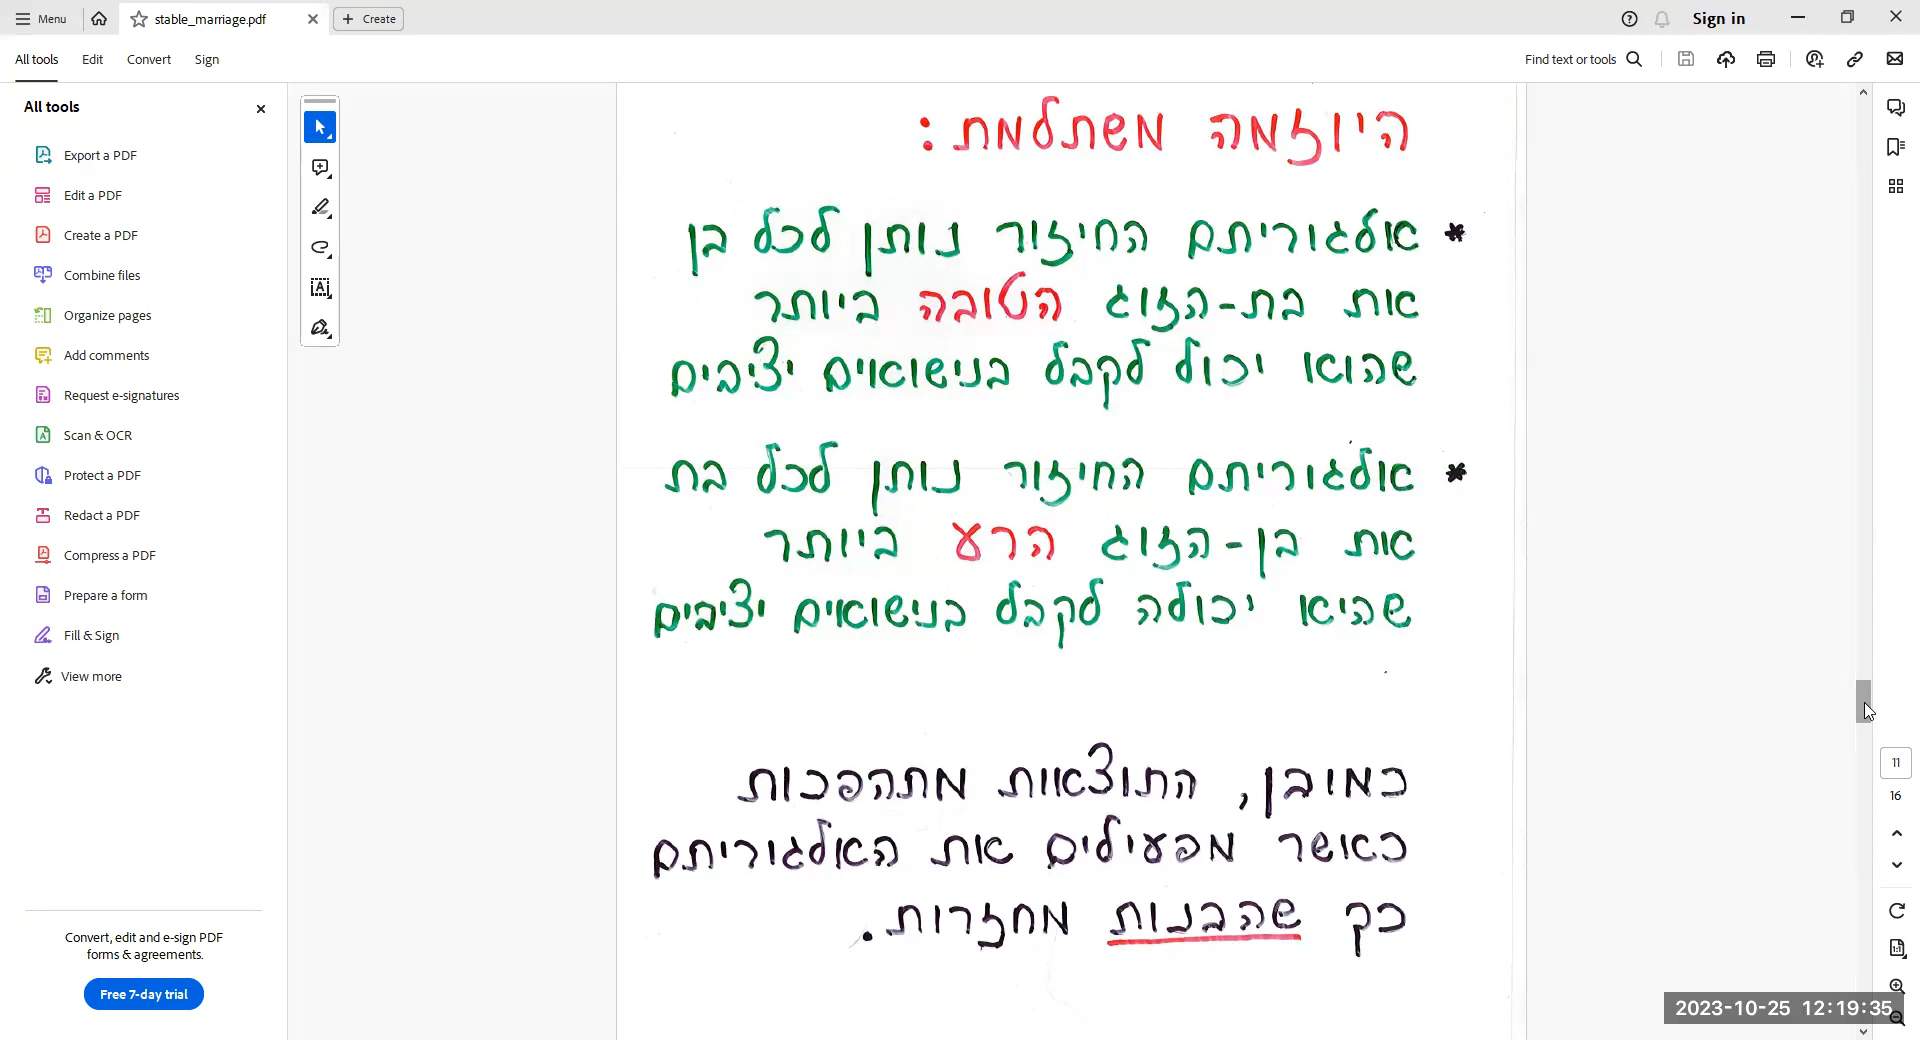 Menu
stable_marriage.pdf
Create
Sign in
All tools
Edit
Convert
Sign
Find text or tools
All tools
Export a PDF
Edit a PDF
Create a PDF
Combine files
Organize pages
Add comments
Request e-signatures
Scan & OCR
Protect a PDF
Redact a PDF
Compress a PDF
Prepare a form
Fill & Sign
View more
Convert, edit and e-sign PDF
forms & agreements.
Free 7-day trial
היוזמה משתלמת:
* אלגוריתם החיזור נותן לכל בן
את בת-הזוג הטובה ביותר
שהוא יכול לקבל בנישואים יציבים
* אלגוריתם החיזור נותן לכל בת
את בן-הזוג הרע ביותר
שהיא יכולה לקבל בנישואים יציבים
כמובן, התוצאות מתהפכות
כאשר מפעילים את האלגוריתם
כך שהבנות מחזרות.
11
16
2023-10-25 12:19:35